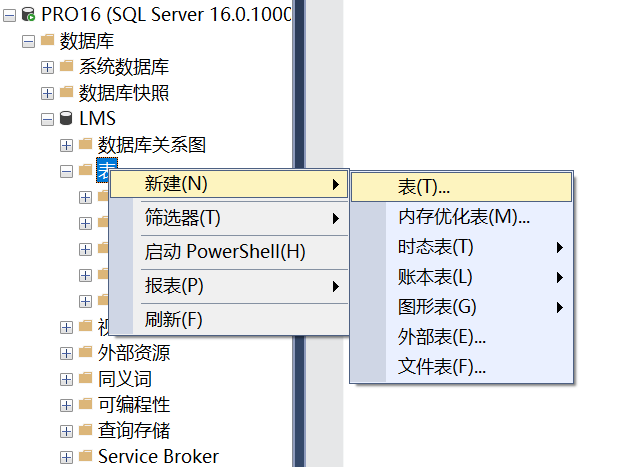 PRO16 (SQL Server 16.0.1000
数据库
系统数据库
数据库快照
LMS
数据库关系图
表
新建(N)
筛选器(T)
启动 PowerShell(H)
报表(P)
刷新(F)
表(T)...
内存优化表(M)...
时态表(T)
账本表(L)
图形表(G)
外部表(E)...
文件表(F)...
外部资源
同义词
可编程性
查询存储
Service Broker